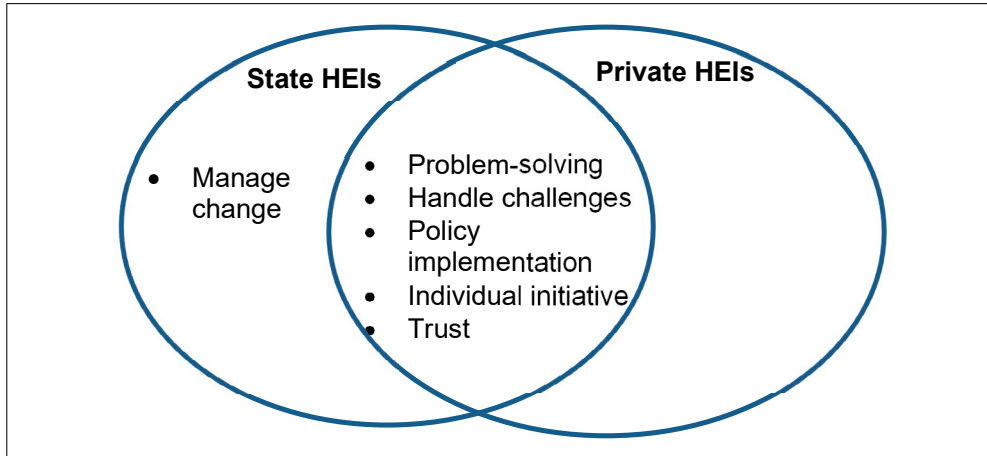 State HEIs
Private HEIs
• Manage
change
• Problem-solving
• Handle challenges
• Policy
implementation
• Individual initiative
• Trust